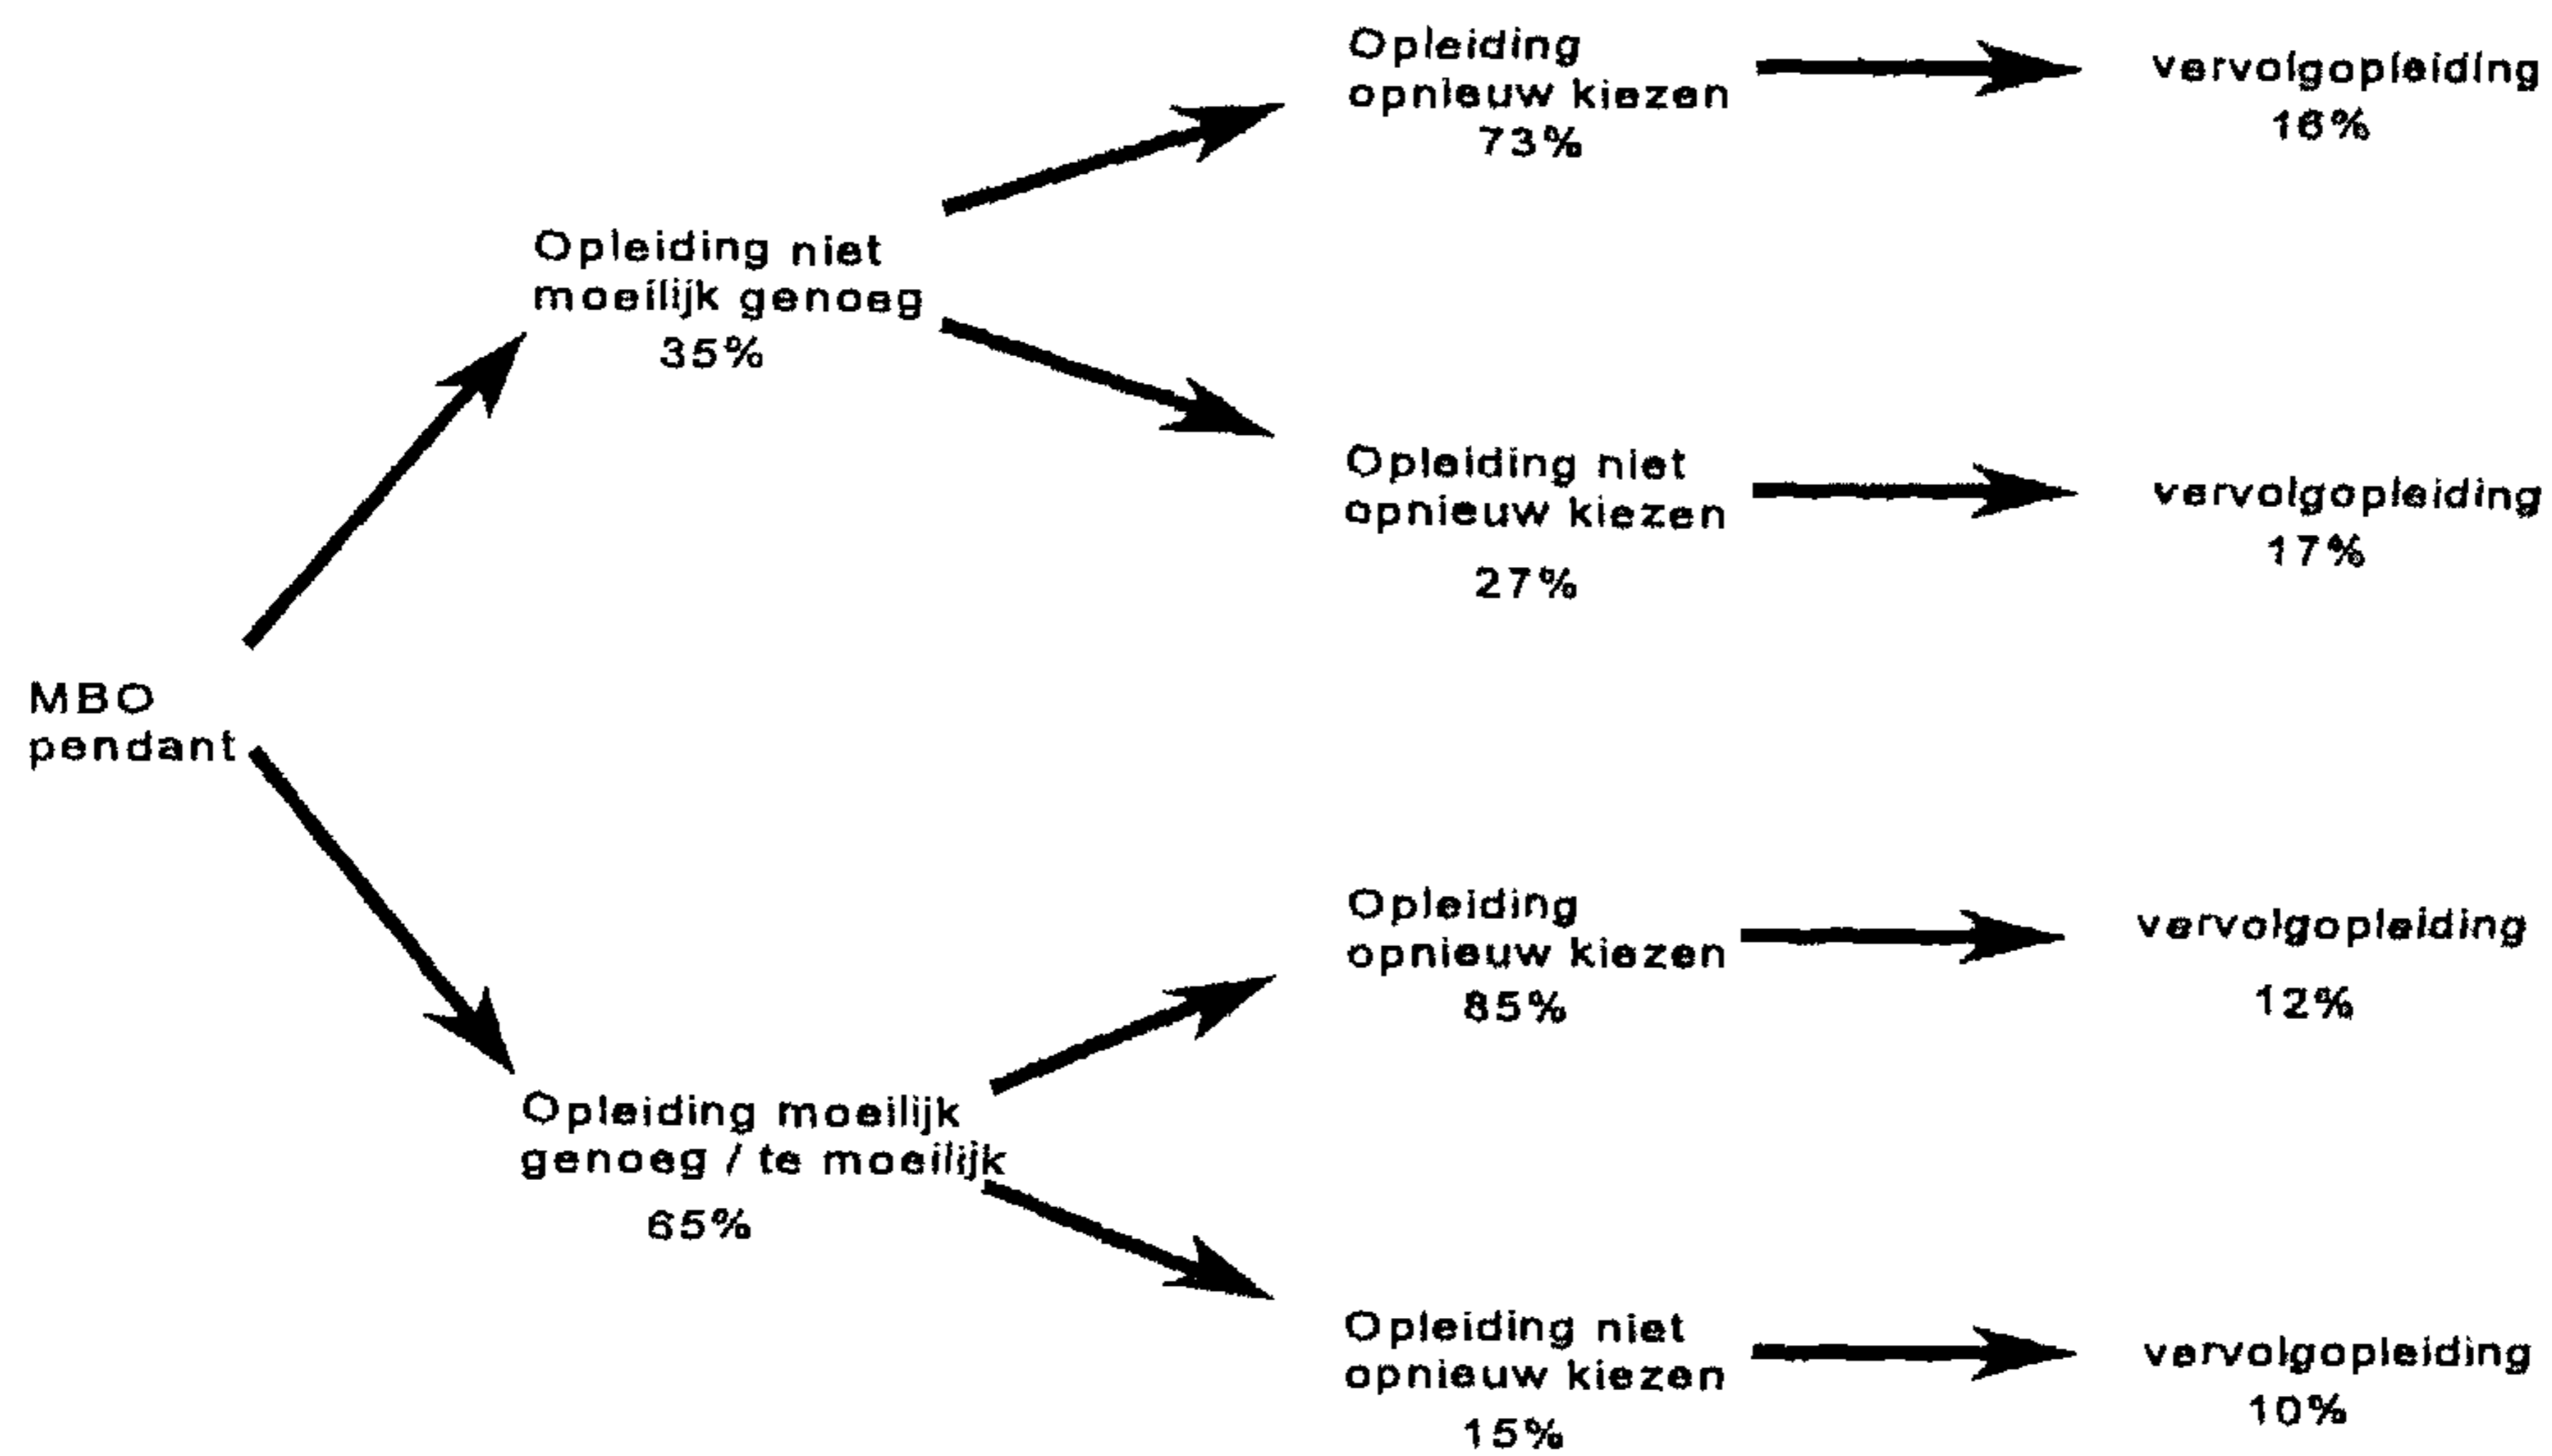 Opleiding
opnieuw kiezen
73%
vervolgopleiding
16%
Opleiding niet
moeilijk genoeg
35%
Opleiding niet
opnieuw kiezen
27%
vervolgopleiding
17%
MBO
pendant
Opleiding
opnieuw kiezen
85%
vervolgopleiding
12%
Opleiding moeilijk
genoeg / te moeilijk
65%
Opleiding niet
opnieuw kiezen
15%
vervolgopleiding
10%